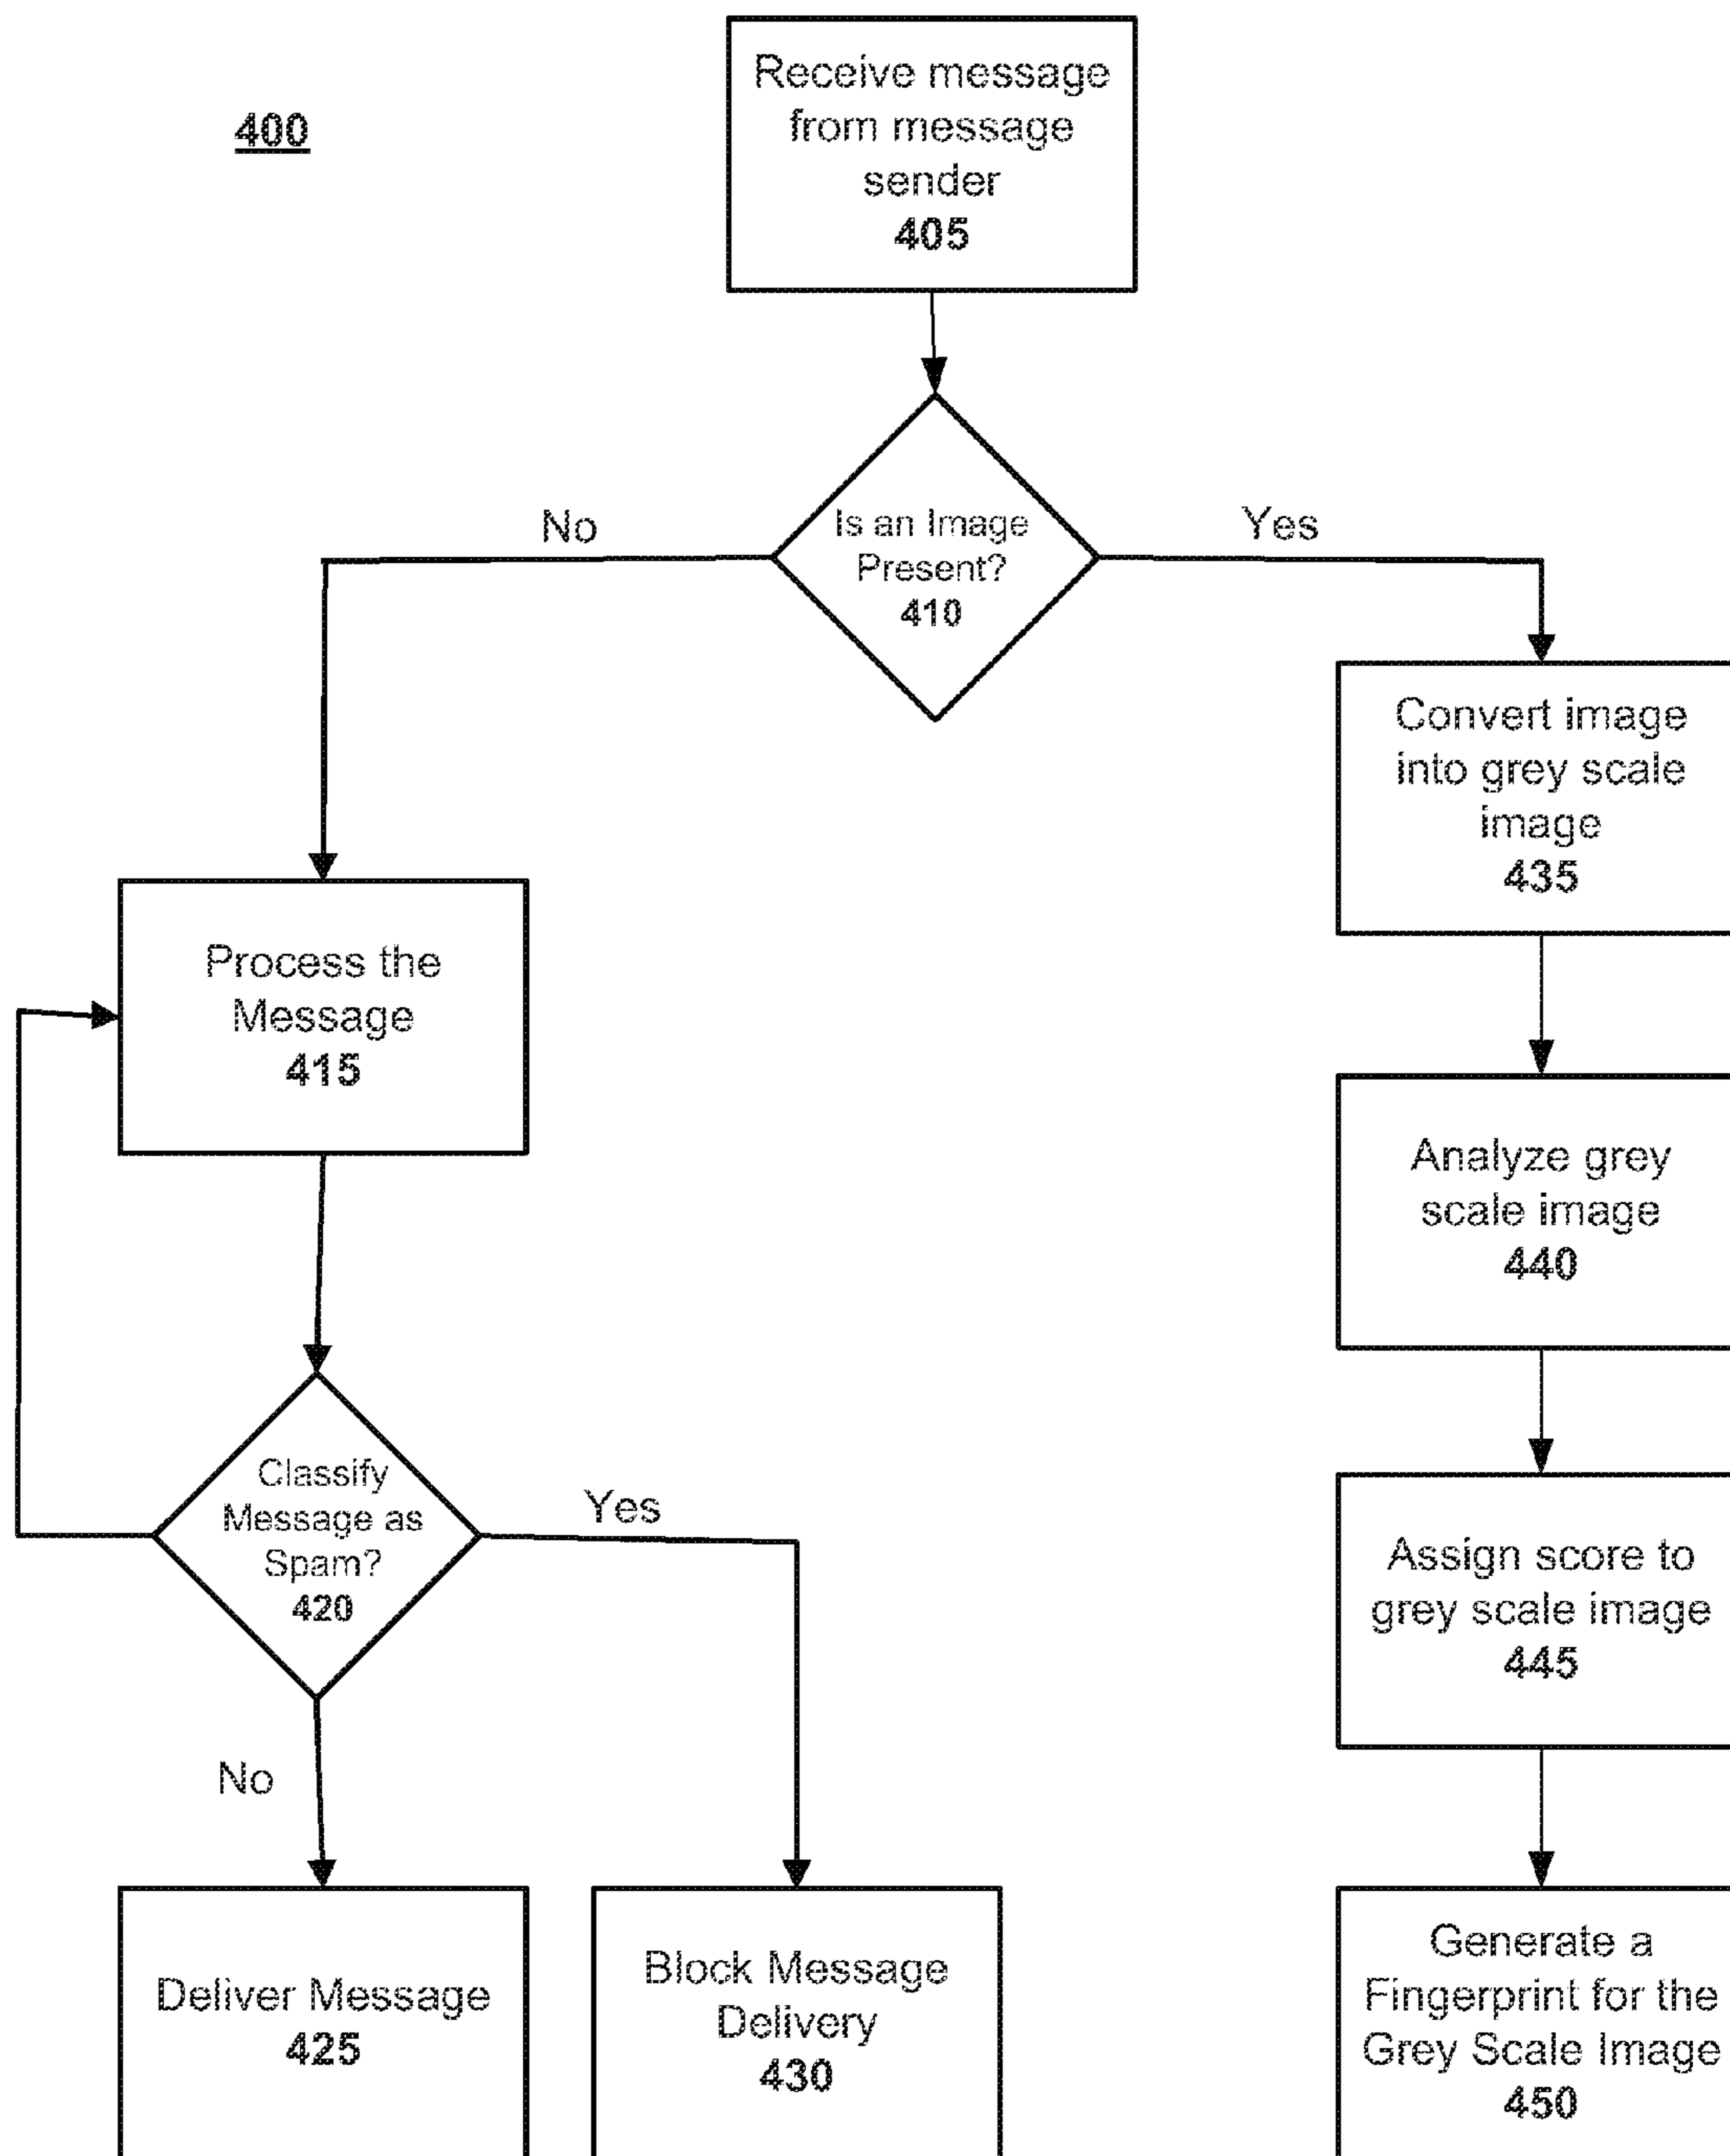 400
Receive message
from message
sender
405
Is an Image
Present?
410
No
Yes
Convert image
into grey scale
image
435
Process the
Message
415
Analyze grey
scale image
440
Classify
Message as
Spam?
420
Yes
No
Assign score to
grey scale image
445
Deliver Message
425
Block Message
Delivery
430
Generate a
Fingerprint for the
Grey Scale Image
450